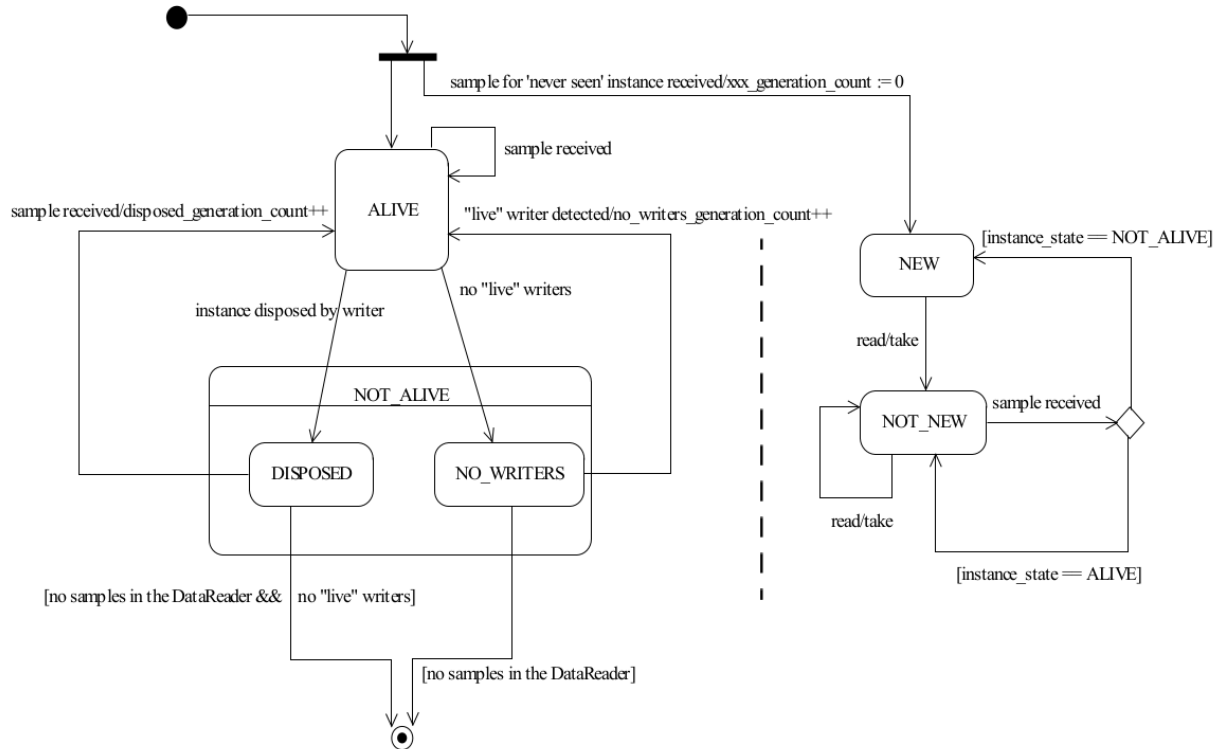 sample for 'never seen' instance received/xxx_generation_count := 0
sample received
sample received/disposed_generation_count++
ALIVE
"live" writer detected/no_writers_generation_count++
[instance_state == NOT_ALIVE]
NEW
no "live" writers
instance disposed by writer
read/take
NOT_ALIVE
sample received
NOT_NEW
DISPOSED
NO_WRITERS
read/take
[instance_state == ALIVE]
[no samples in the DataReader && no "live" writers]
[no samples in the DataReader]